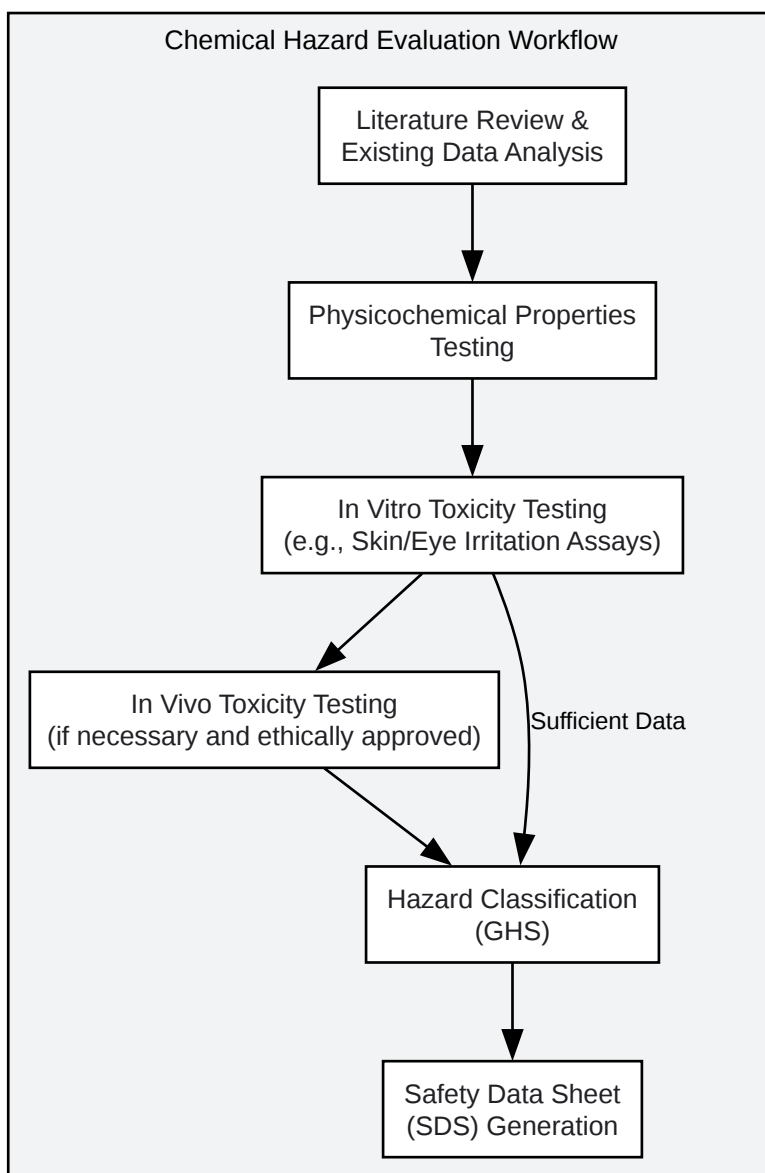 Chemical Hazard Evaluation Workflow
Literature Review &
Existing Data Analysis
Physicochemical Properties
Testing
In Vitro Toxicity Testing
(e.g., Skin/Eye Irritation Assays)
In Vivo Toxicity Testing
(if necessary and ethically approved)
Sufficient Data
Hazard Classification
(GHS)
Safety Data Sheet
(SDS) Generation